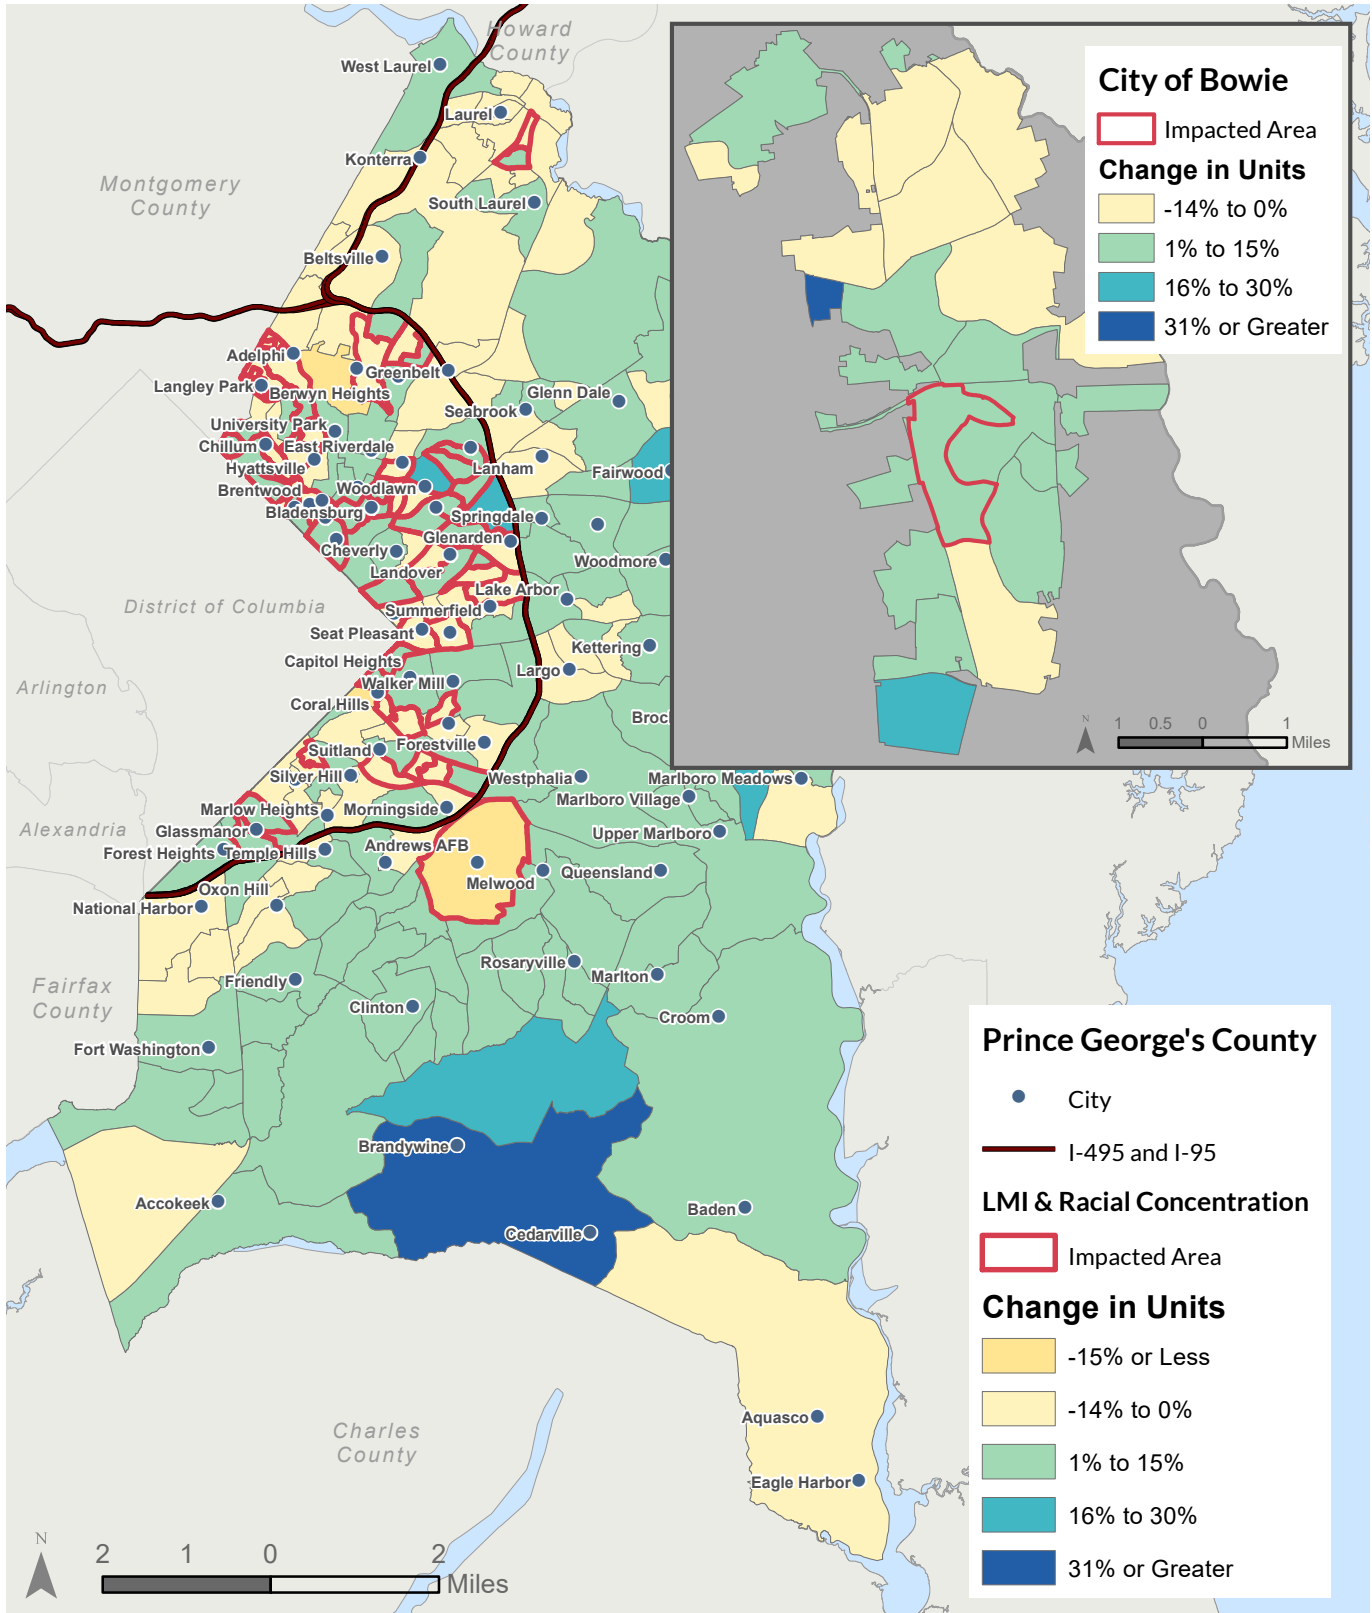 Howard
County
West Laurel
Laurel
Konterra
Montgomery
County
South Laurel
Beltsville
Adelphi
Langley Park
Greenbelt
Berwyn Heights
Glenn Dale
Seabrook
University Park
Chillum
East Riverdale
Hyattsville
Lanham
Fairwood
Brentwood
Woodlawn
Bladensburg
Springdale
Cheverly
Glenarden
Landover
Woodmore
Lake Arbor
District of Columbia
Summerfield
Seat Pleasant
Kettering
Capitol Heights
Largo
Walker Mill
Arlington
Coral Hills
Broc
Suitland
Forestville
Silver Hill
Westphalia
Marlboro Meadows
Marlow Heights
Morningside
Marlboro Village
Alexandria
Glassmanor
Upper Marlboro
Forest Heights
Temple Hills
Andrews AFB
Melwood
Queensland
Oxon Hill
National Harbor
Rosaryville
Marlton
Friendly
Fairfax
County
Clinton
Croom
Fort Washington
Brandywine
Accokeek
Baden
Cedarville
Aquasco
Charles
County
Eagle Harbor
N
2 1 0 2
Miles
City of Bowie
Impacted Area
Change in Units
-14% to 0%
1% to 15%
16% to 30%
31% or Greater
N
1 0.5 0 1
Miles
Prince George's County
City
I-495 and I-95
LMI & Racial Concentration
Impacted Area
Change in Units
-15% or Less
-14% to 0%
1% to 15%
16% to 30%
31% or Greater